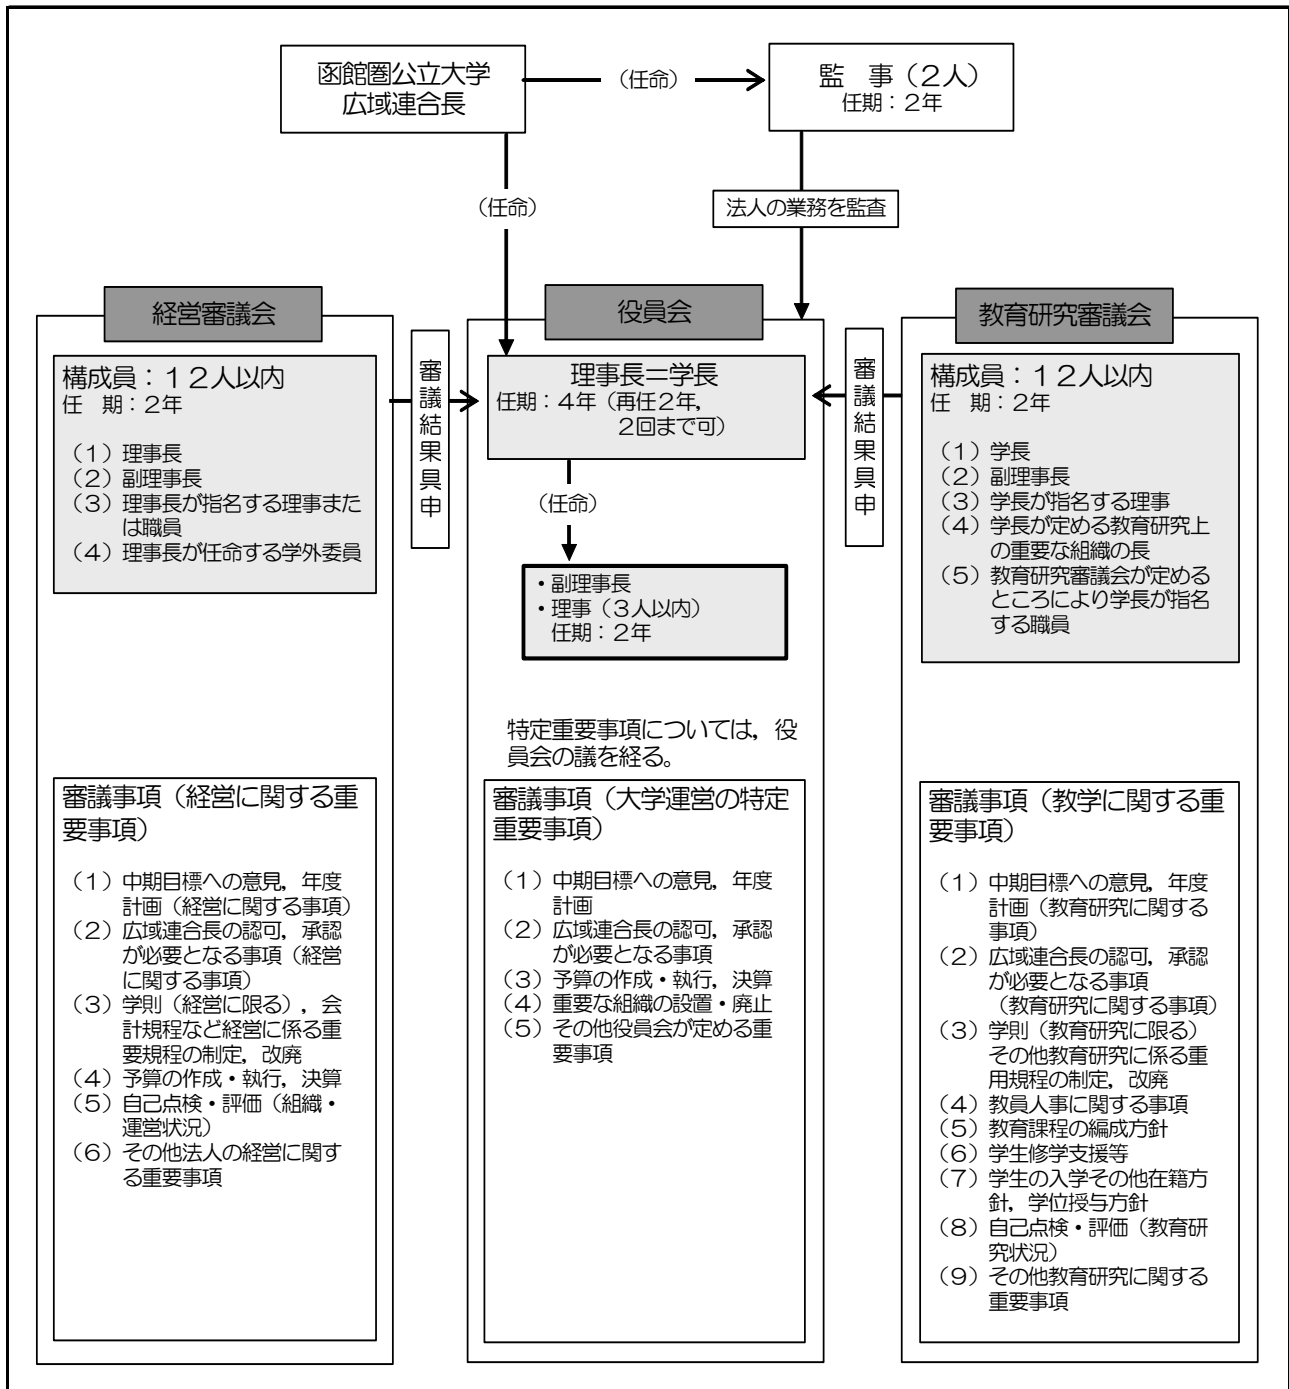 函館圏公立大学
広域連合長
（任命）
監　事（２人）
任期：２年
（任命）
法人の業務を監査
経営審議会
構成員：１２人以内
任　期：２年
（１）理事長
（２）副理事長
（３）理事長が指名する理事また
は職員
（４）理事長が任命する学外委員
審議結果具申
役員会
理事長＝学長
任期：４年（再任２年，
２回まで可）
（任命）
・副理事長
・理事（３人以内）
任期：２年
審議結果具申
教育研究審議会
構成員：１２人以内
任　期：２年
（１）学長
（２）副理事長
（３）学長が指名する理事
（４）学長が定める教育研究上
の重要な組織の長
（５）教育研究審議会が定める
ところにより学長が指名
する職員
特定重要事項については，役
員会の議を経る。
審議事項（経営に関する重
要事項）
（１）中期目標への意見，年度
計画（経営に関する事項）
（２）広域連合長の認可，承認
が必要となる事項（経営
に関する事項）
（３）学則（経営に限る），会
計規程など経営に係る重
要規程の制定，改廃
（４）予算の作成・執行，決算
（５）自己点検・評価（組織・
運営状況）
（６）その他法人の経営に関す
る重要事項
審議事項（大学運営の特定
重要事項）
（１）中期目標への意見，年度
計画
（２）広域連合長の認可，承認
が必要となる事項
（３）予算の作成・執行，決算
（４）重要な組織の設置・廃止
（５）その他役員会が定める重
要事項
審議事項（教学に関する重
要事項）
（１）中期目標への意見，年度
計画（教育研究に関する
事項）
（２）広域連合長の認可，承認
が必要となる事項
（教育研究に関する事項）
（３）学則（教育研究に限る）
その他教育研究に係る重
用規程の制定，改廃
（４）教員人事に関する事項
（５）教育課程の編成方針
（６）学生修学支援等
（７）学生の入学その他在籍方
針，学位授与方針
（８）自己点検・評価（教育研
究状況）
（９）その他教育研究に関する
重要事項